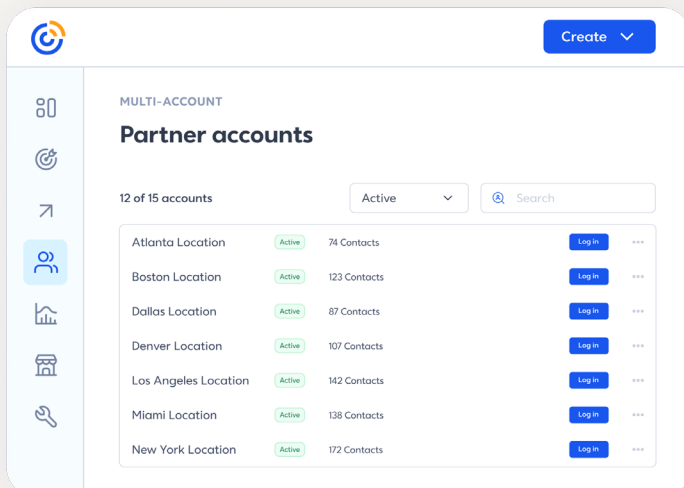 Create
MULTI-ACCOUNT
Partner accounts
12 of 15 accounts
Active
Search
Atlanta Location Active 74 Contacts Log in
Boston Location Active 123 Contacts Log in
Dallas Location Active 87 Contacts Log in
Denver Location Active 107 Contacts Log in
Los Angeles Location Active 142 Contacts Log in
Miami Location Active 138 Contacts Log in
New York Location Active 172 Contacts Log in